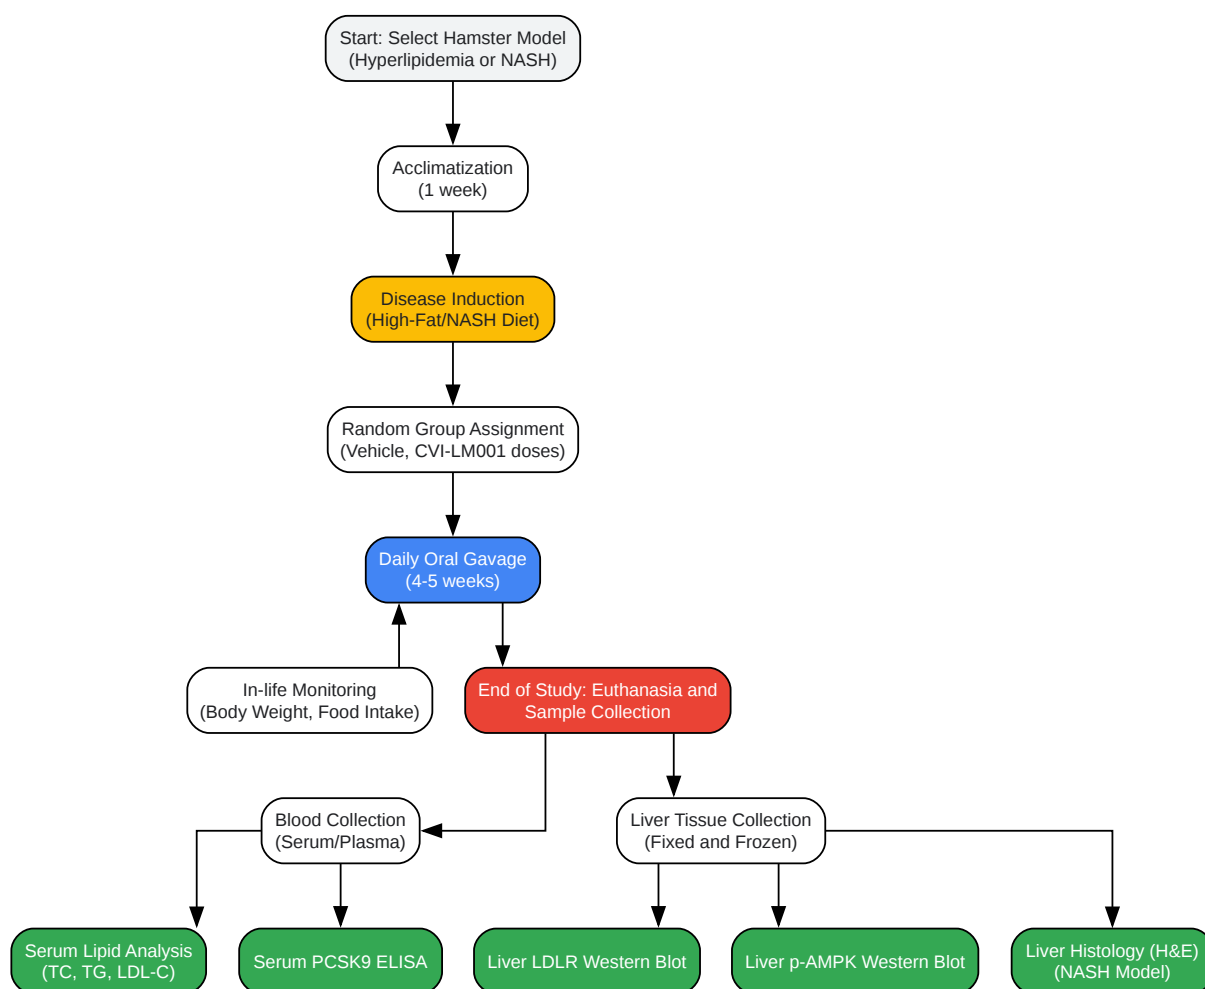 Start: Select Hamster Model
(Hyperlipidemia or NASH)
Acclimatization
(1 week)
Disease Induction
(High-Fat/NASH Diet)
Random Group Assignment
(Vehicle, CVI-LM001 doses)
Daily Oral Gavage
(4-5 weeks)
In-life Monitoring
(Body Weight, Food Intake)
End of Study: Euthanasia and
Sample Collection
Blood Collection
(Serum/Plasma)
Liver Tissue Collection
(Fixed and Frozen)
Serum Lipid Analysis
(TC, TG, LDL-C)
Serum PCSK9 ELISA
Liver LDLR Western Blot
Liver p-AMPK Western Blot
Liver Histology (H&E)
(NASH Model)